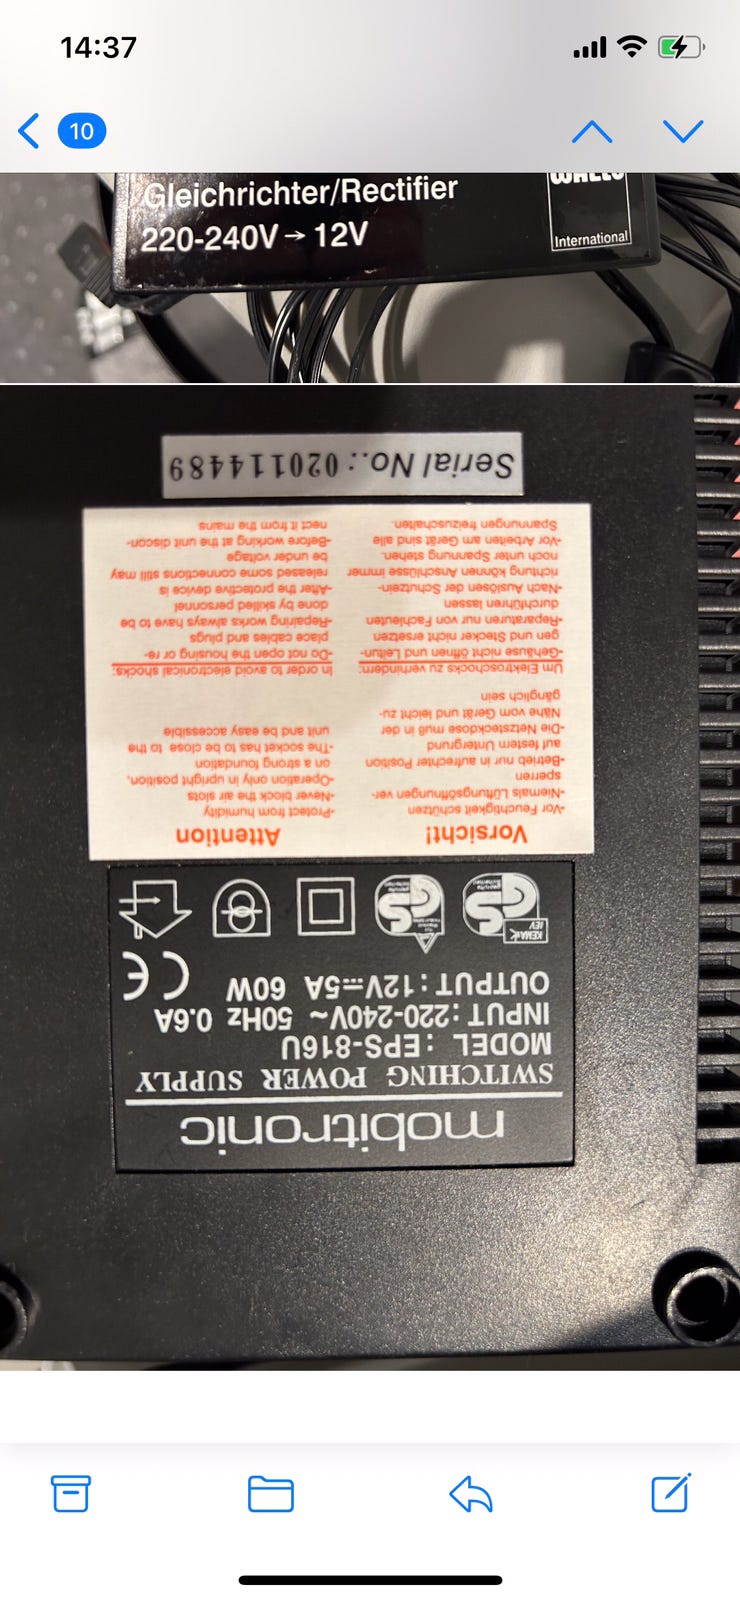 14:37
10
Gleichrichter/Rectifier
220-240V → 12V
International
mobitronic
SWITCHING POWER SUPPLY
MODEL : EPS-816U
INPUT : 220-240V~ 50HZ 0.6A
OUTPUT : 12V⎓5A 60W
CE
KEMA
GS
GS
Vorsicht!
-Vor Feuchtigkeit schützen
-Niemals Lüftungsöffnungen ver-
sperren
-Betrieb nur in aufrechter Position
auf festem Untergrund
-Die Netzsteckdose muß in der
Nähe vom Gerät und leicht zu-
gänglich sein
Um Elektroschocks zu verhindern:
-Gehäuse nicht öffnen und Leitun-
gen und Stecker nicht ersetzen
-Reparaturen nur von Fachleuten
durchführen lassen
-Nach Auslösen der Schutzein-
richtung können Anschlüsse immer
noch unter Spannung stehen.
-Vor Arbeiten am Gerät sind alle
Spannungen freizuschalten.
Attention
-Protect from humidity
-Never block the air slots
-Operation only in upright position,
on a strong foundation
-The socket has to be close to the
unit and be easy accessible
In order to avoid electronical shocks:
-Do not open the housing or re-
place cables and plugs
-Repairing works always have to be
done by skilled personnel
-After the protective device is
released some connections still may
be under voltage
-Before working at the unit discon-
nect it from the mains
Serial No.: 020114489